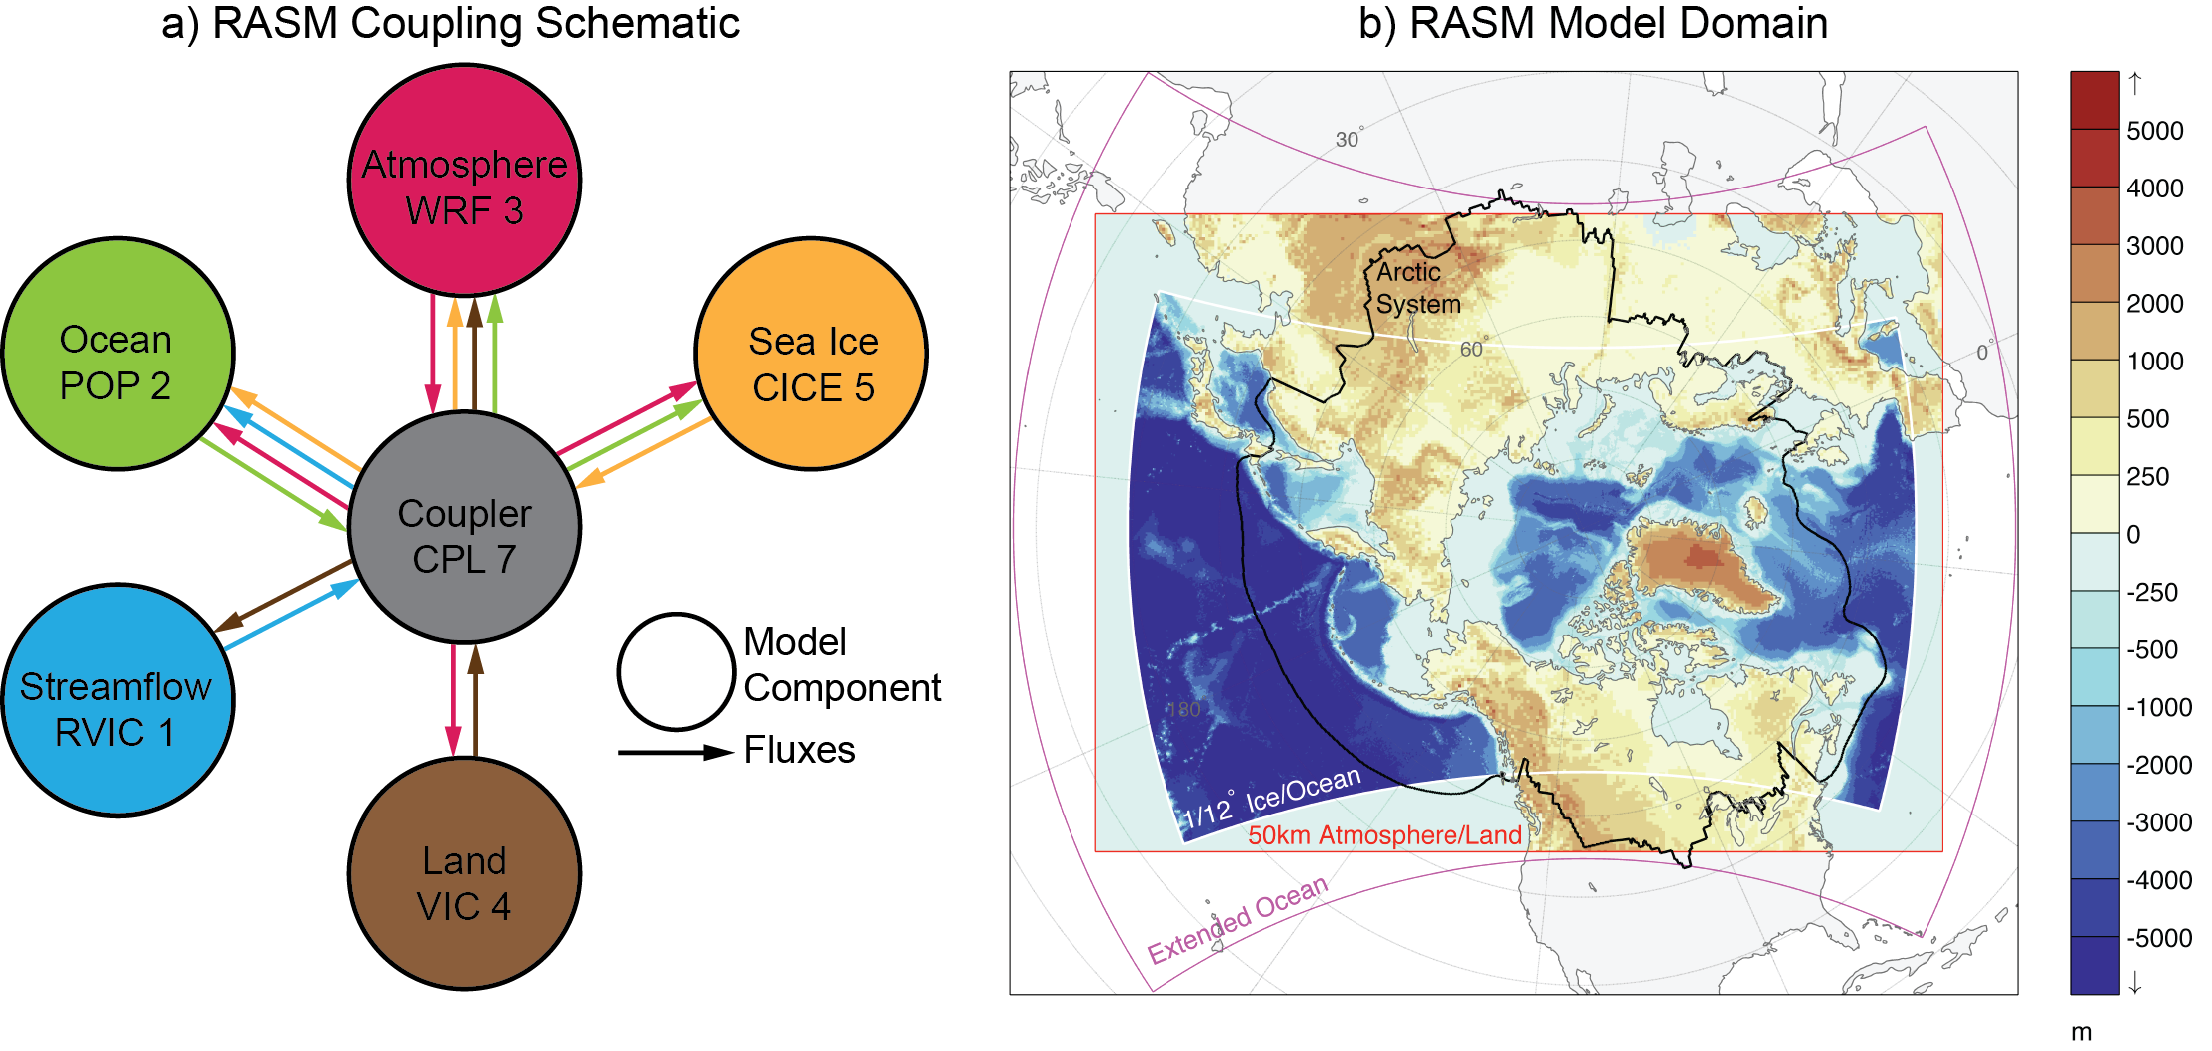 a) RASM Coupling Schematic
Atmosphere
WRF 3
Ocean
POP 2
Sea Ice
CICE 5
Coupler
CPL 7
Streamflow
RVIC 1
Land
VIC 4
Model
Component
Fluxes
b) RASM Model Domain
30°
Arctic
System
60°
0°
180
1/12° Ice/Ocean
50km Atmosphere/Land
Extended Ocean
↑
5000
4000
3000
2000
1000
500
250
0
-250
-500
-1000
-2000
-3000
-4000
-5000
↓
m